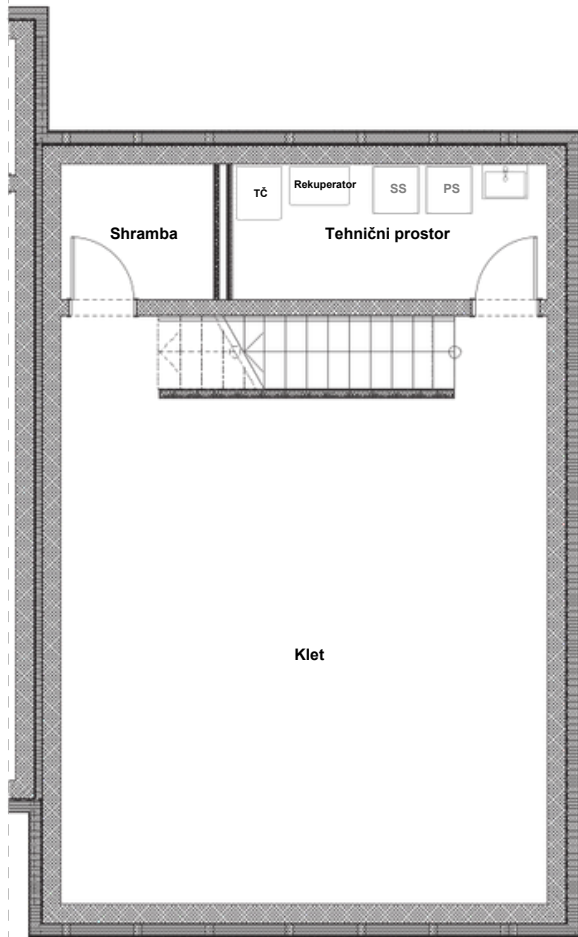 TČ
Rekuperator
SS
PS
Shramba
Tehnični prostor
Klet